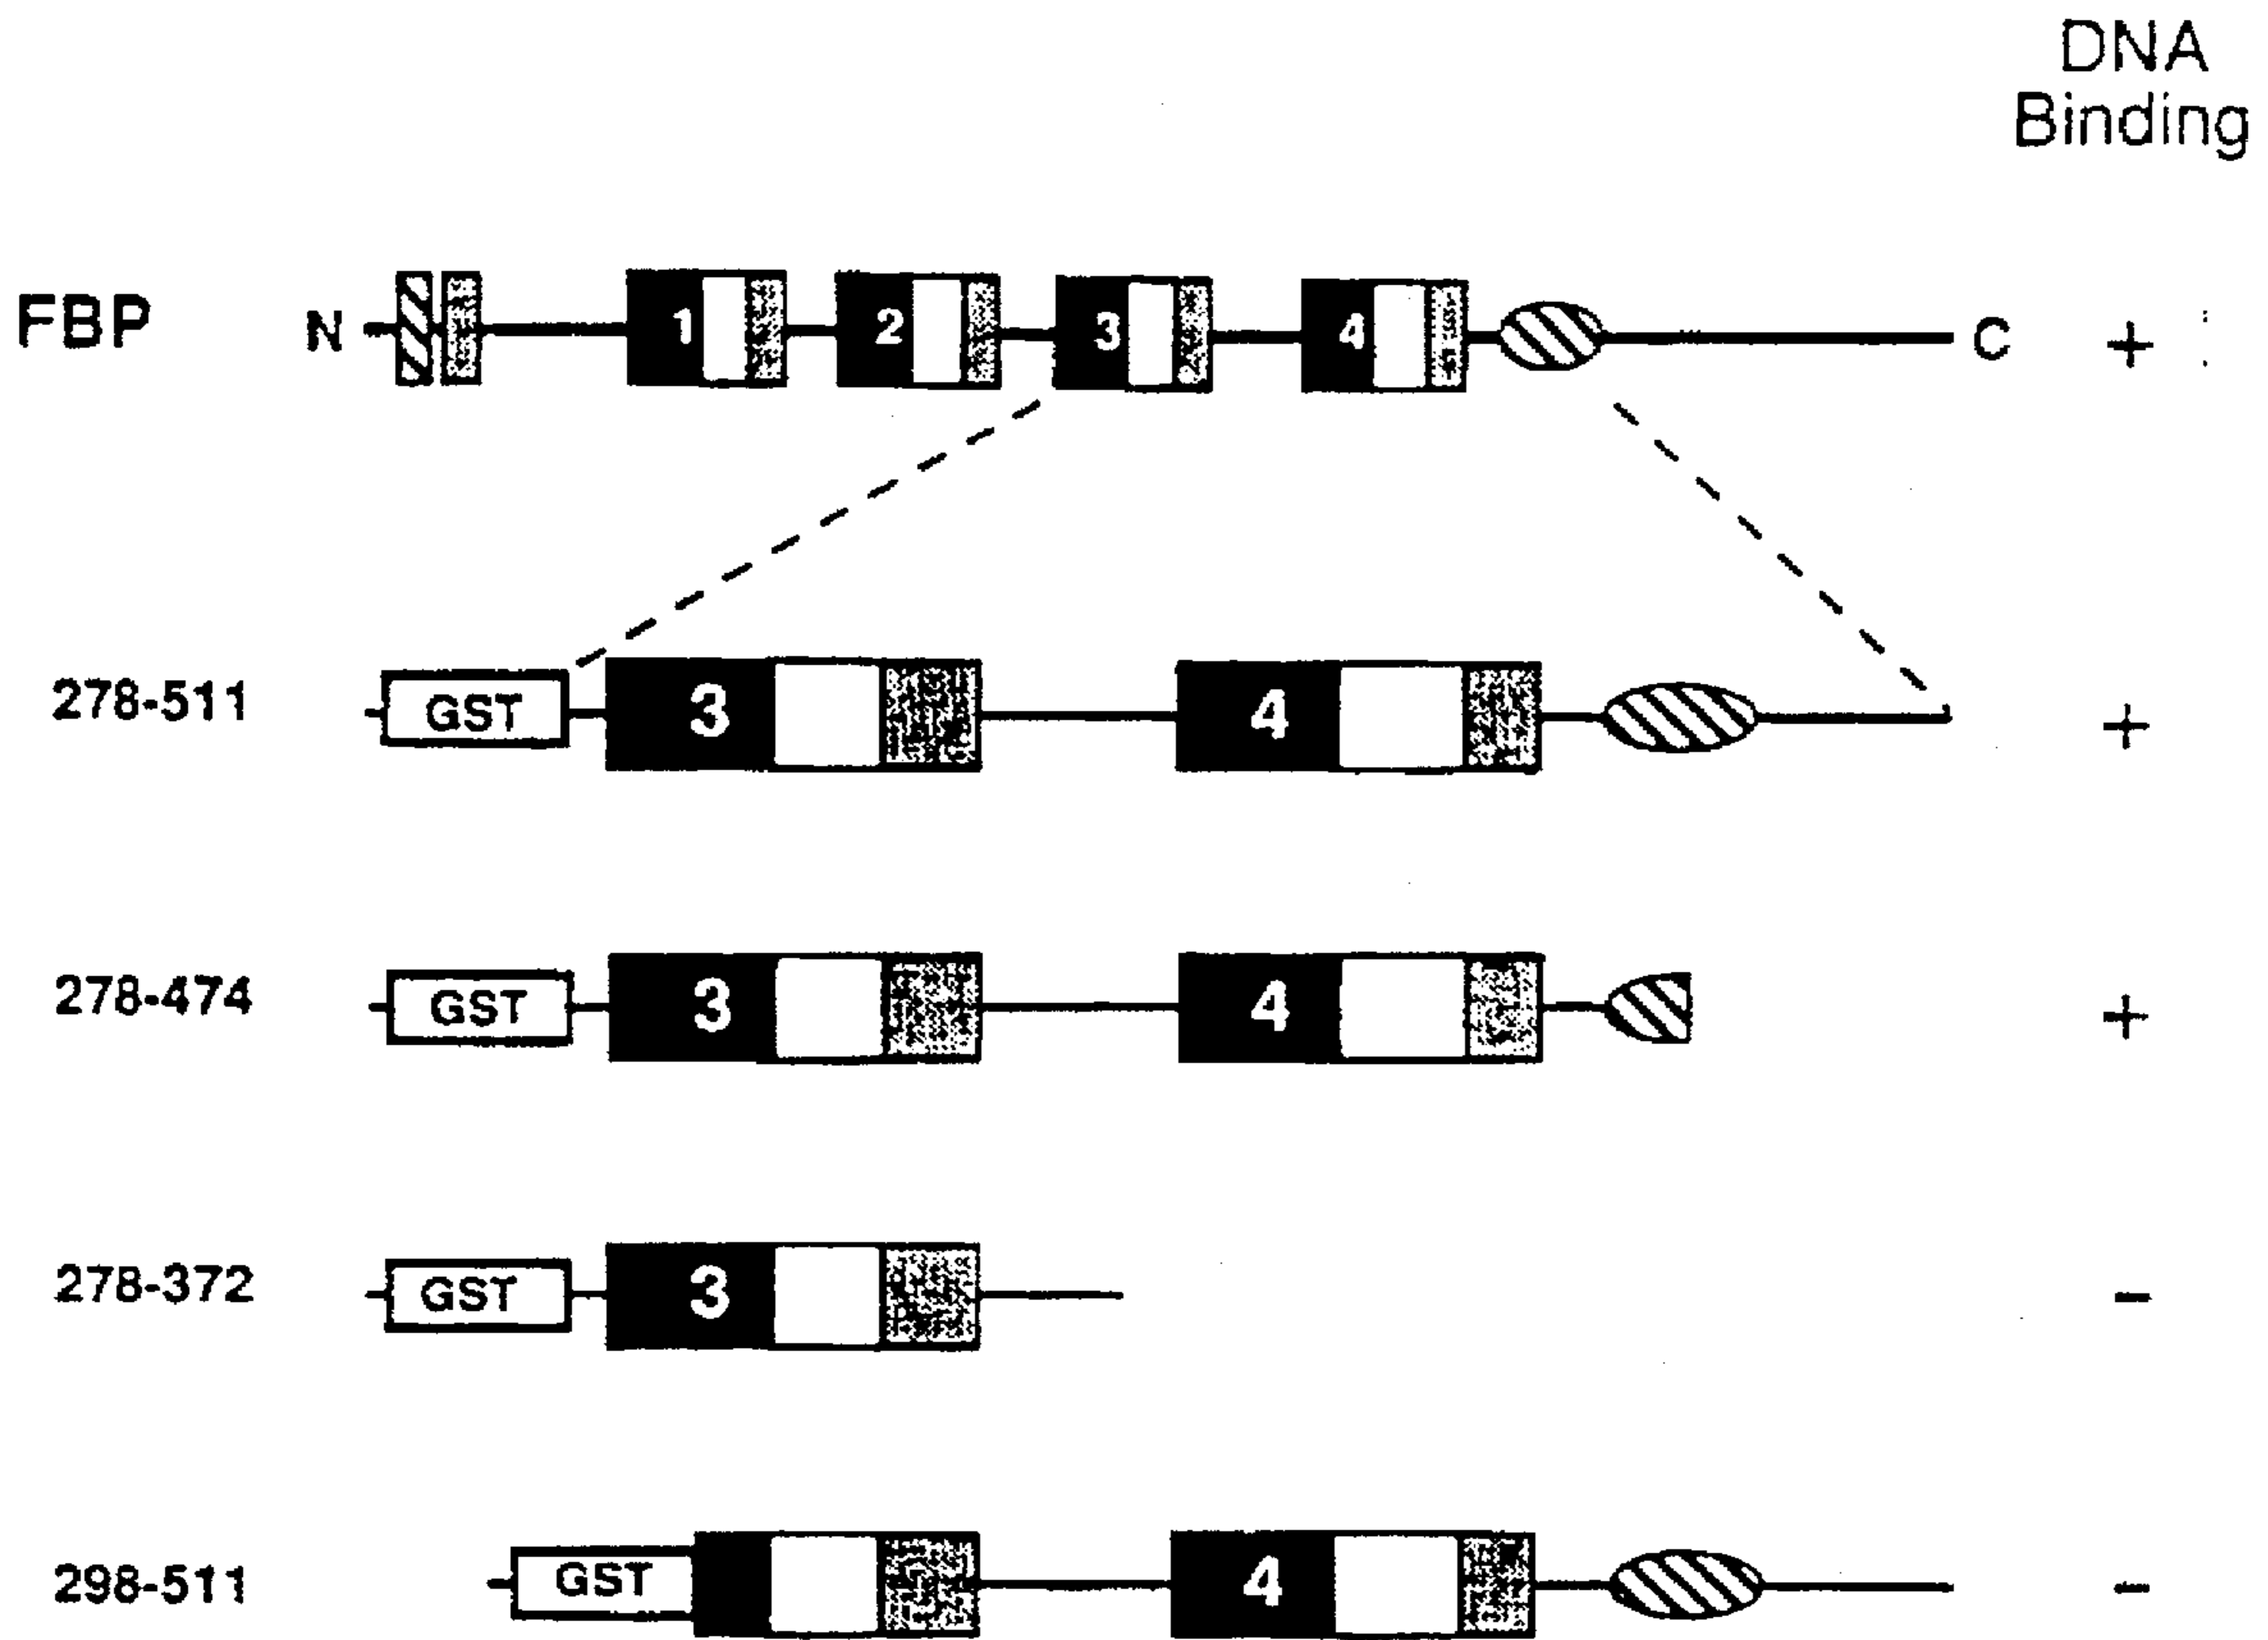 DNA
Binding
FBP N 1 2 3 4 C +
278-511 GST 3 4 +
278-474 GST 3 4 +
278-372 GST 3 -
298-511 GST 4 -